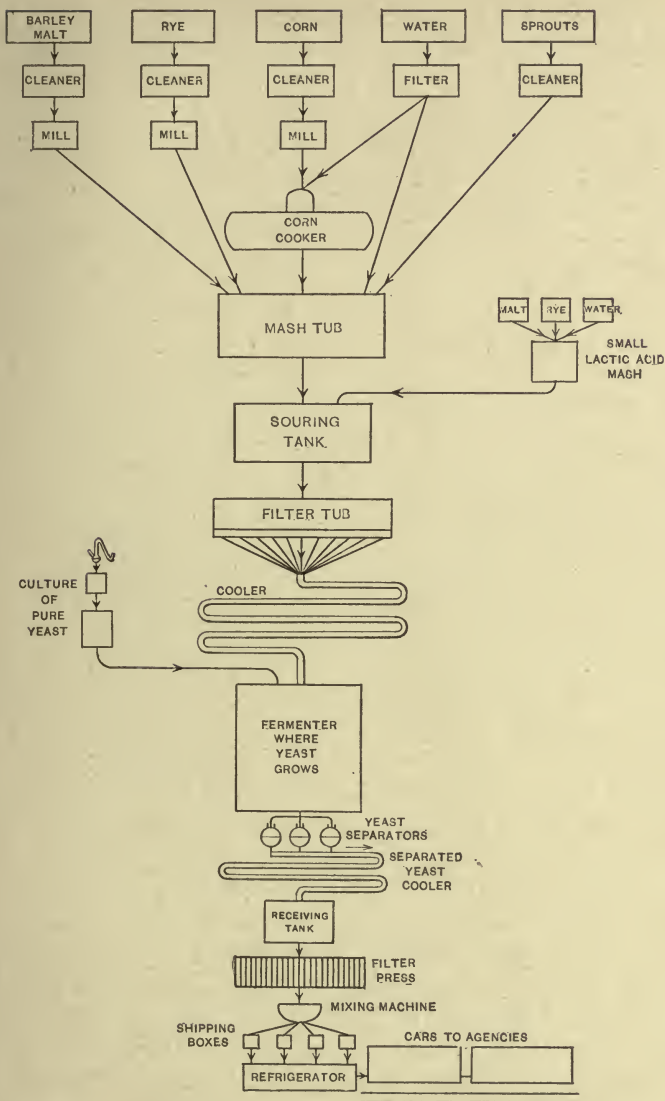 BARLEY
MALT
RYE
CORN
WATER
SPROUTS
CLEANER
CLEANER
CLEANER
FILTER
CLEANER
MILL
MILL
MILL
CORN
COOKER
MASH TUB
MALT
RYE
WATER
SMALL
LACTIC ACID
MASH
SOURING
TANK
FILTER TUB
COOLER
CULTURE
OF
PURE
YEAST
FERMENTER
WHERE
YEAST
GROWS
YEAST
SEPARATORS
SEPARATED
YEAST
COOLER
RECEIVING
TANK
FILTER
PRESS
MIXING MACHINE
SHIPPING
BOXES
CARS TO AGENCIES
REFRIGERATOR